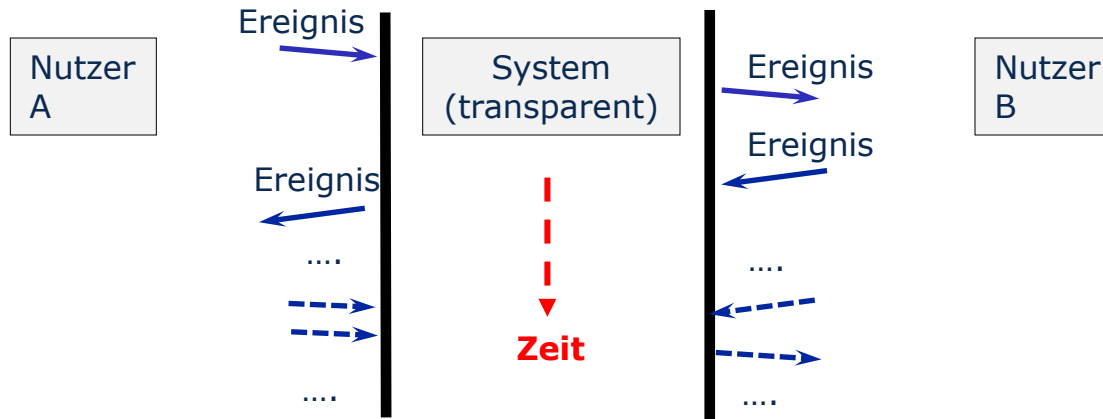 Ereignis
Nutzer
A
System
(transparent)
Ereignis
Nutzer
B
Ereignis
Ereignis
....
....
Zeit
....
....